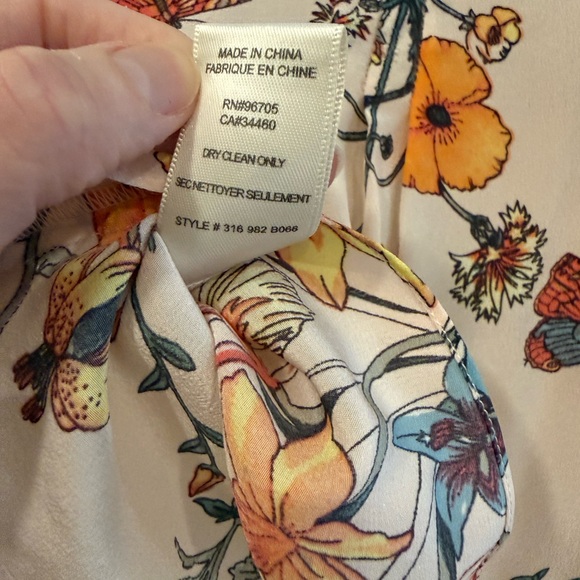 MADE IN CHINA
FABRIQUE EN CHINE
RN#96705
CA#34460
DRY CLEAN ONLY
SEC NETTOYER SEULEMENT
STYLE # 316 982 B066